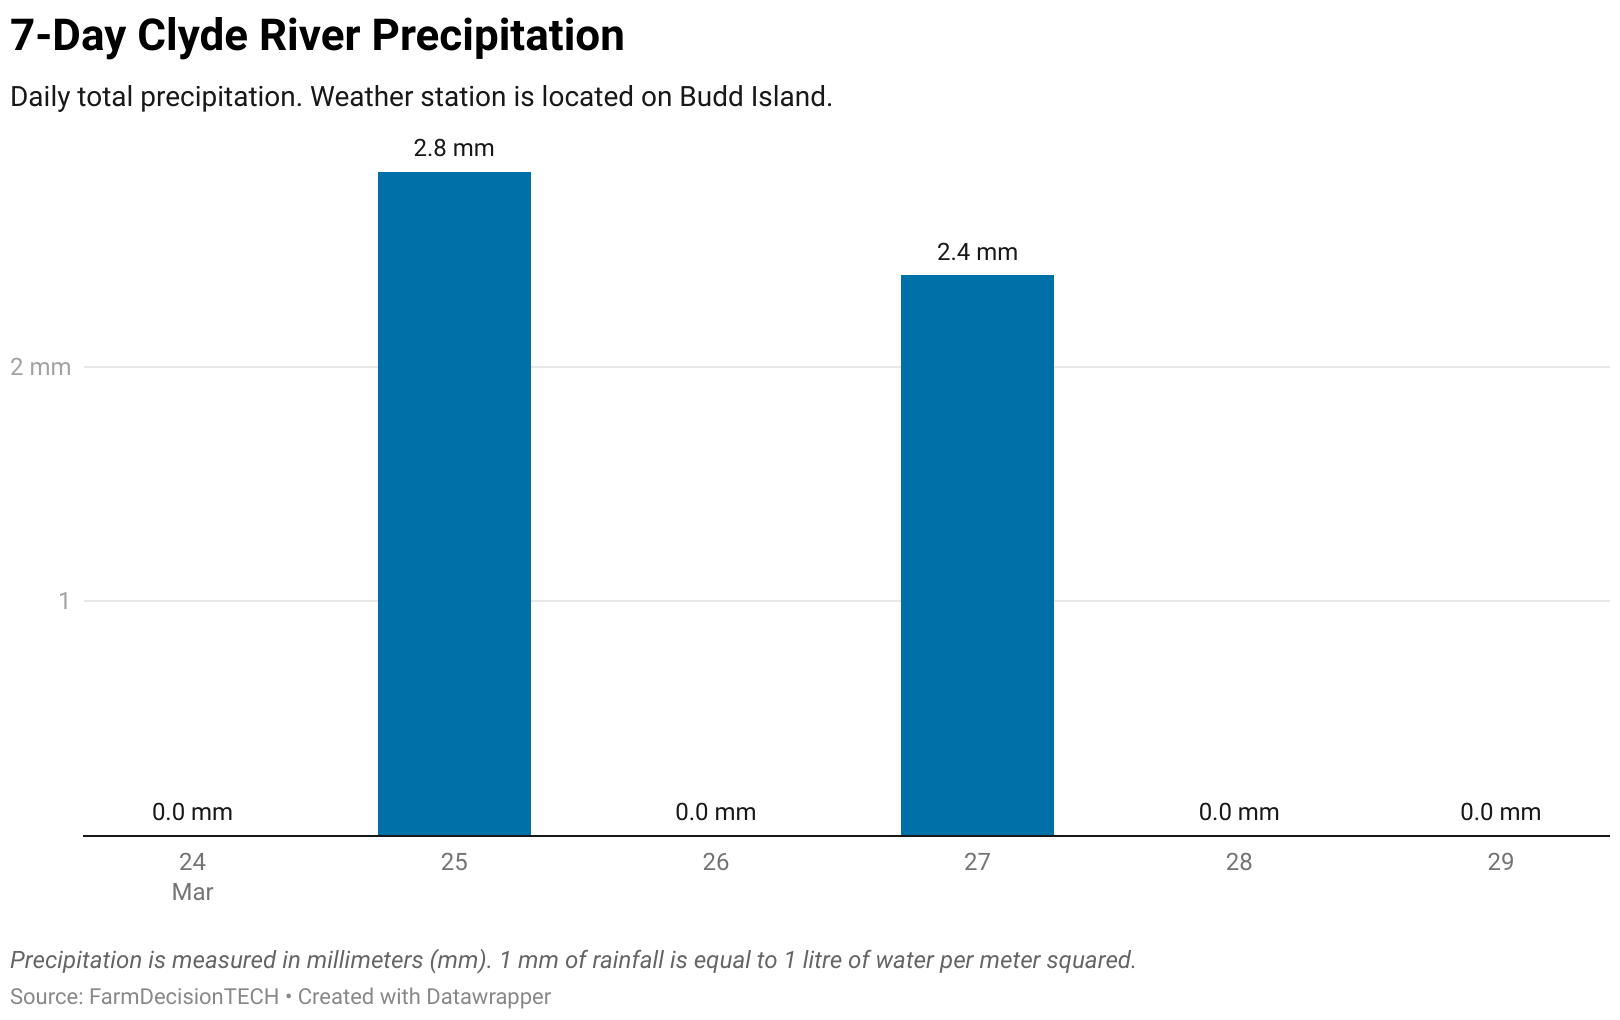 7-Day Clyde River Precipitation
Daily total precipitation. Weather station is located on Budd Island.
2.8 mm
2.4 mm
2 mm
1
0.0 mm 0.0 mm 0.0 mm 0.0 mm
24 25 26 27 28 29
Mar
Precipitation is measured in millimeters (mm). 1 mm of rainfall is equal to 1 litre of water per meter squared.
Source: FarmDecisionTECH • Created with Datawrapper